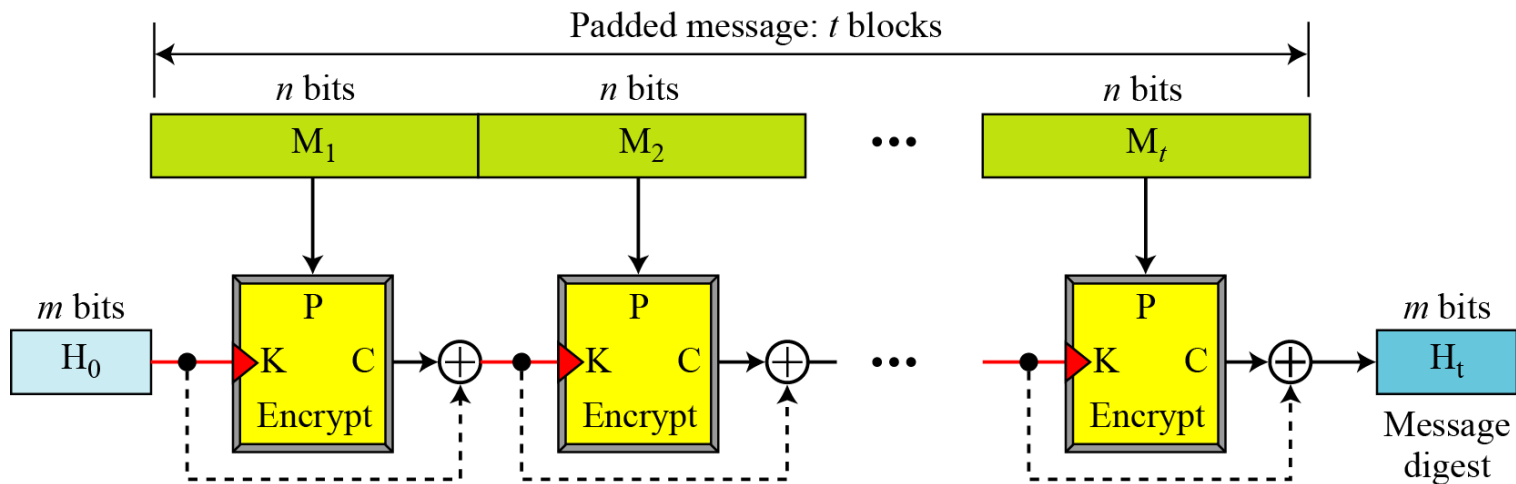 Padded message: t blocks
n bits n bits n bits
M₁ M₂ ••• Mₜ
m bits P P P m bits
H₀ K C K C ••• K C Hₜ
Encrypt Encrypt Encrypt
Message
digest